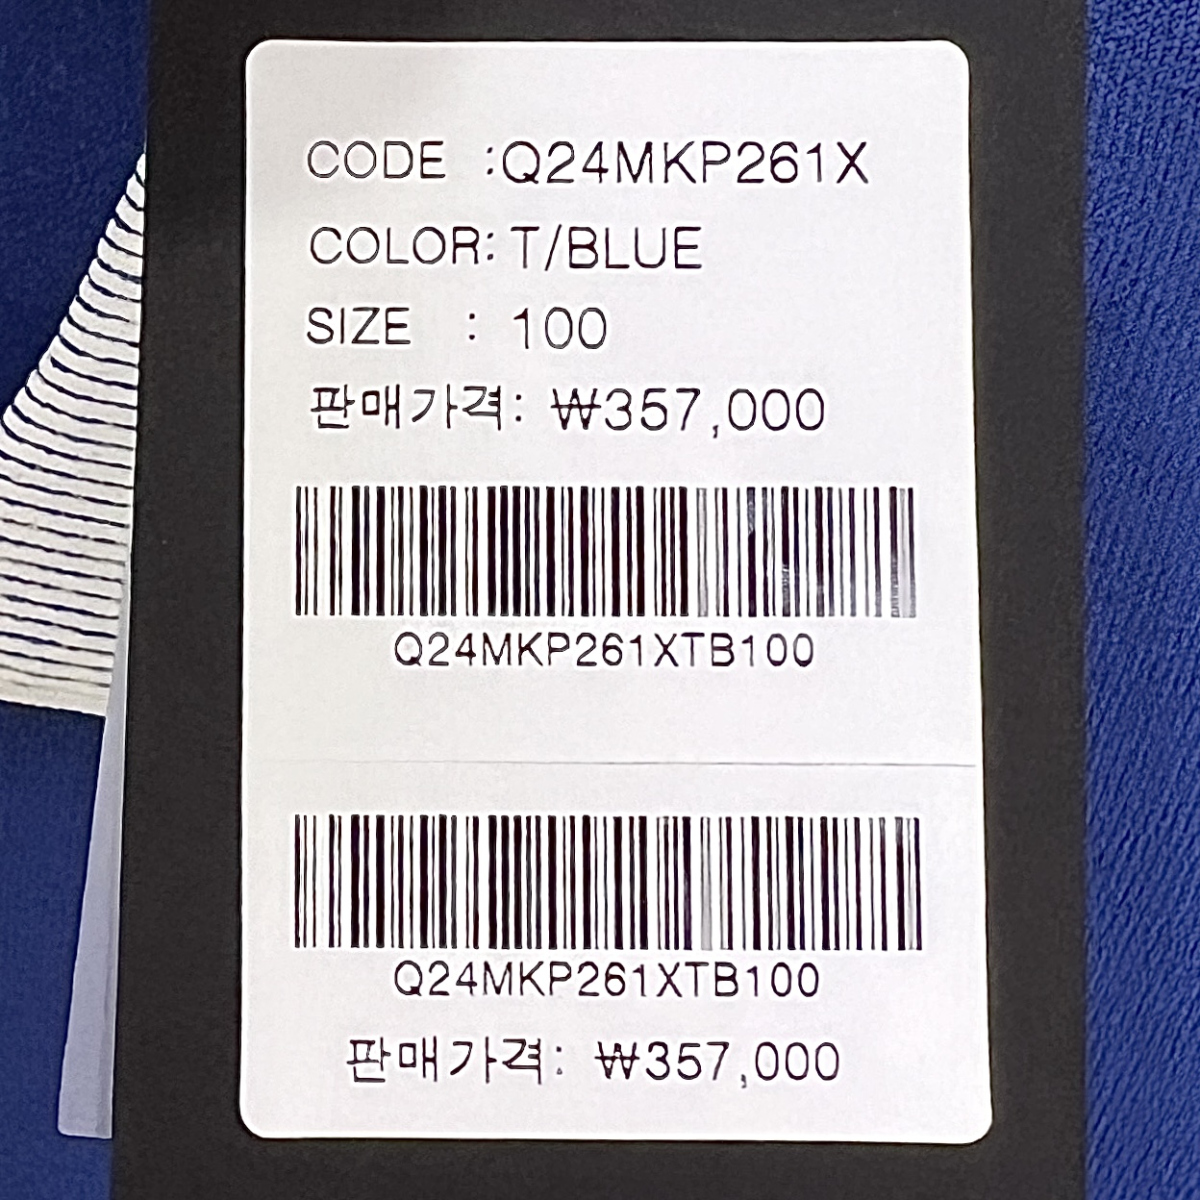 CODE :Q24MKP261X
COLOR: T/BLUE
SIZE : 100
판매가격: ₩357,000
Q24MKP261XTB100
Q24MKP261XTB100
판매가격: ₩357,000